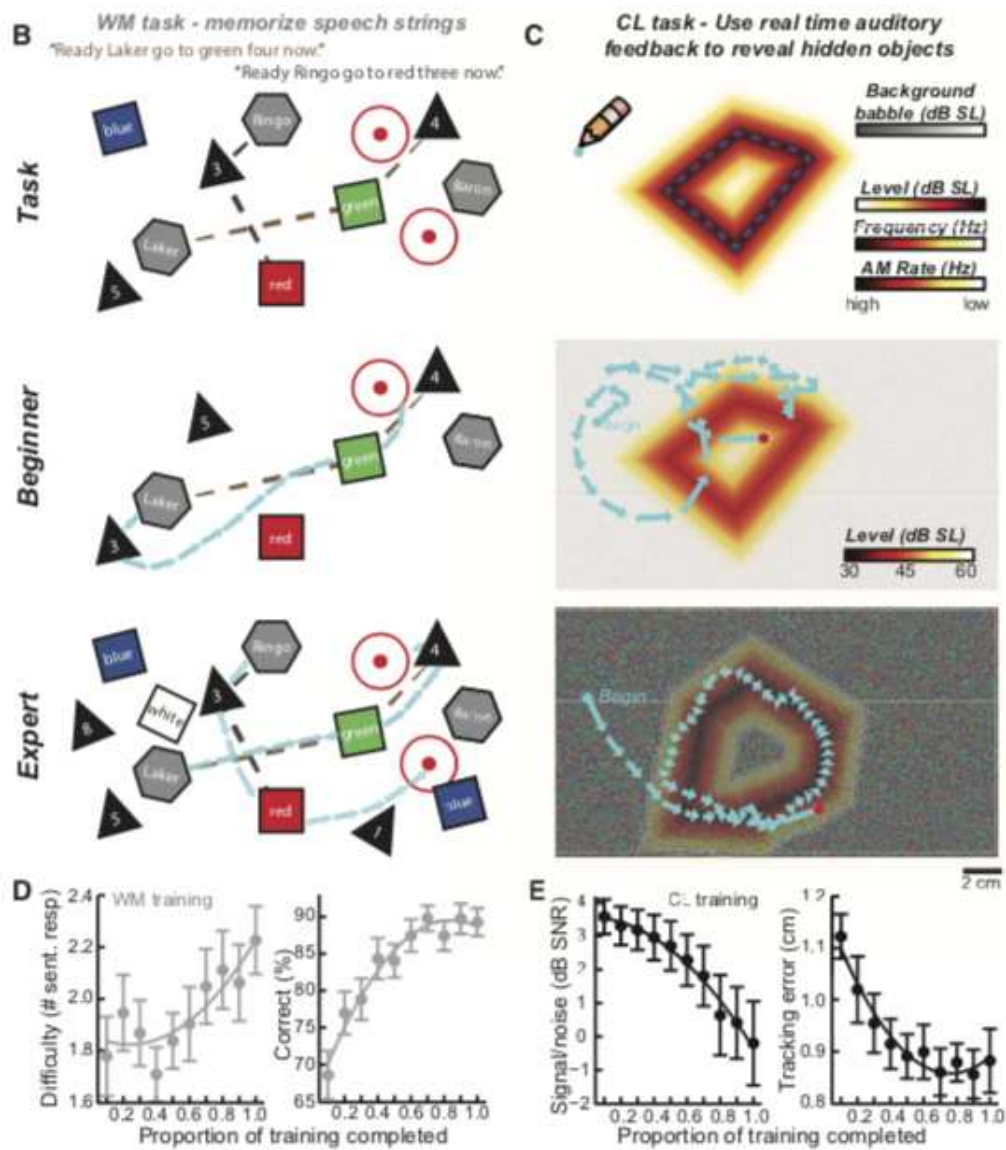 B
WM task - memorize speech strings
"Ready Laker go to green four now."
"Ready Ringo go to red three now."
Task
blue
Ringo
3
4
green
Baron
Laker
5
red
C
CL task - Use real time auditory
feedback to reveal hidden objects
Background
babble (dB SL)
Level (dB SL)
Frequency (Hz)
AM Rate (Hz)
high
low
Beginner
5
4
green
Baron
Laker
3
red
Begin
Level (dB SL)
30 45 60
Expert
blue
Ringo
white
3
4
8
green
Baron
Laker
5
red
blue
Begin
2 cm
D
WM training
Difficulty (# sent. resp)
2.4
2.2
2.0
1.8
1.6
0.2 0.4 0.6 0.8 1.0
Correct (%)
90
85
80
75
70
65
0.2 0.4 0.6 0.8 1.0
Proportion of training completed
E
CL training
Signal/noise (dB SNR)
4
3
2
1
0
−1
−2
0.2 0.4 0.6 0.8 1.0
Tracking error (cm)
1.2
1.1
1.0
0.9
0.8
0.2 0.4 0.6 0.8 1.0
Proportion of training completed